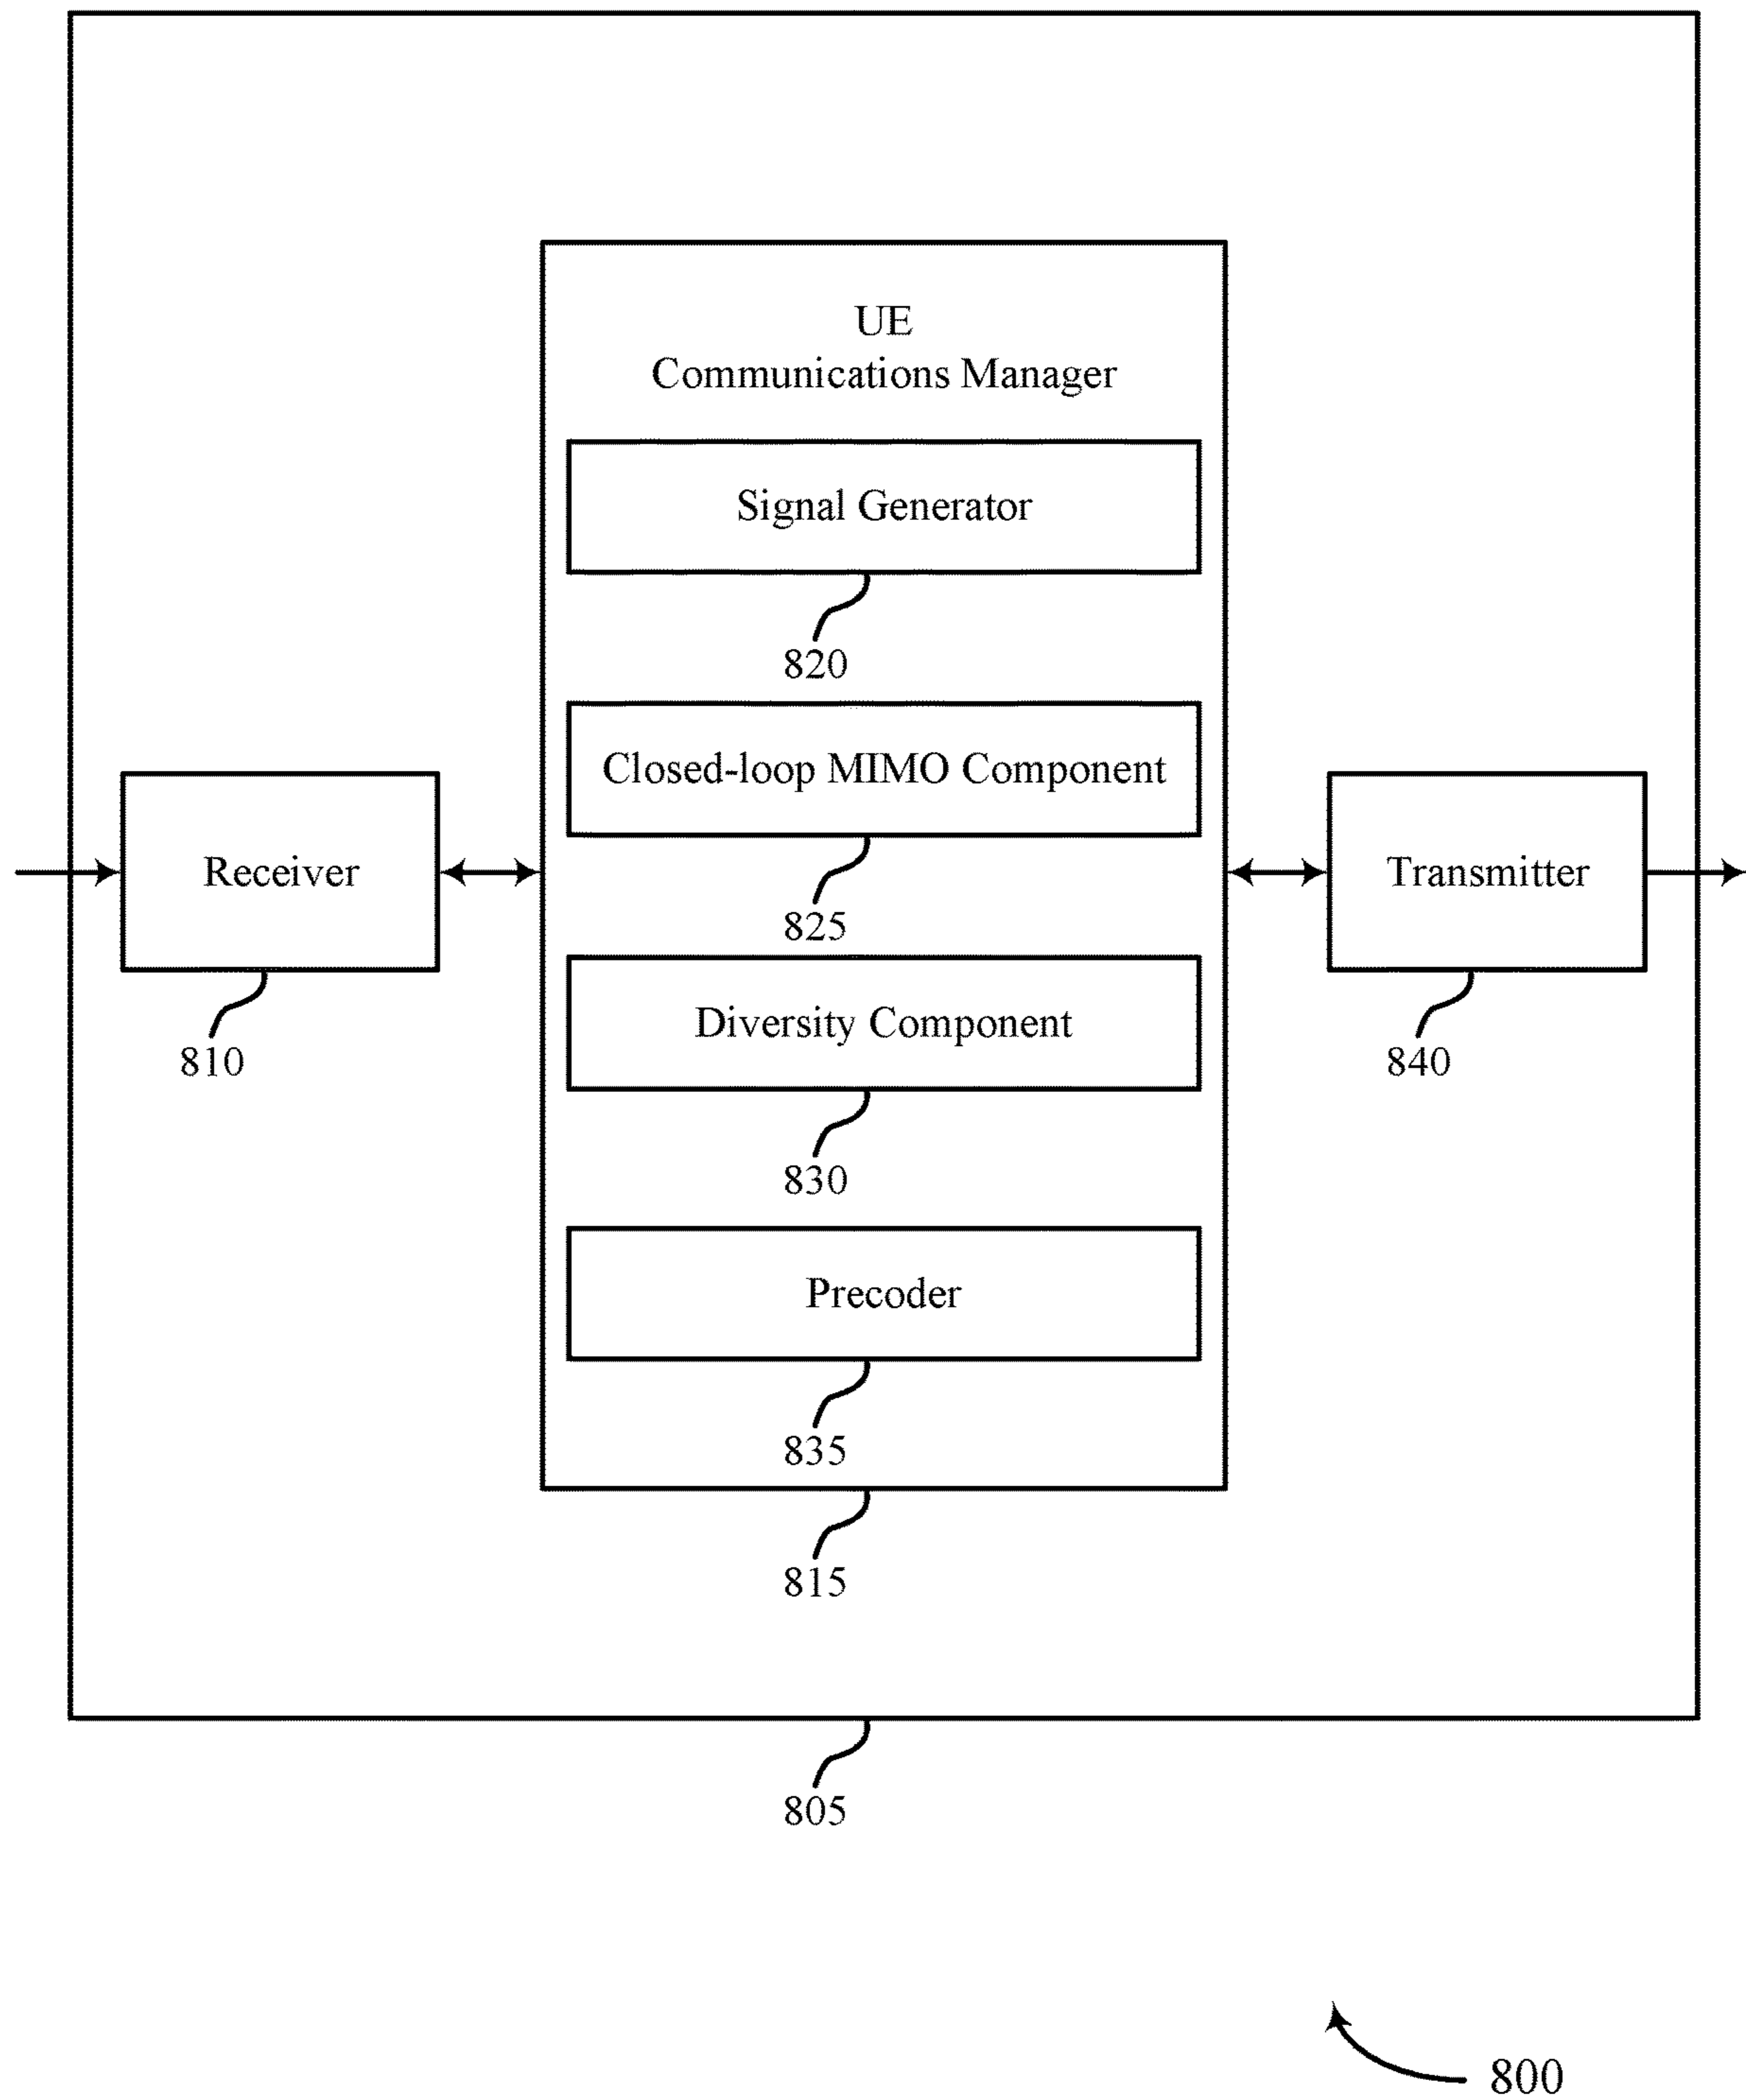 UE
Communications Manager
Signal Generator
820
Closed-loop MIMO Component
825
Receiver
810
Transmitter
840
Diversity Component
830
Precoder
835
815
805
800